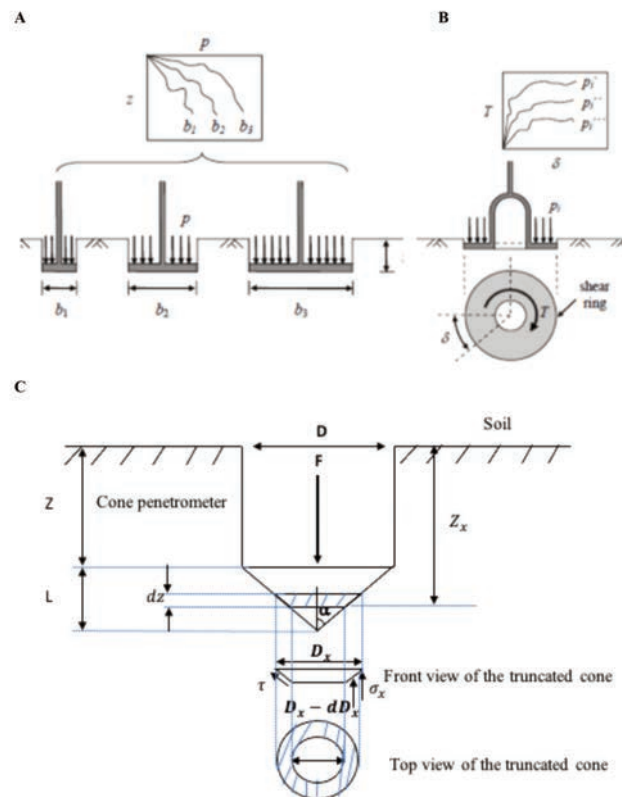 A
p
z
b₁ b₂ b₃
p
b₁ b₂ b₃
B
T
pᵢ'
pᵢ''
pᵢ'''
δ
pᵢ
shear
ring
T
δ
C
D
Soil
F
Z
Cone penetrometer
Zₓ
L
dz
α
Dₓ
τ
σₓ
Front view of the truncated cone
Dₓ − dDₓ
Top view of the truncated cone